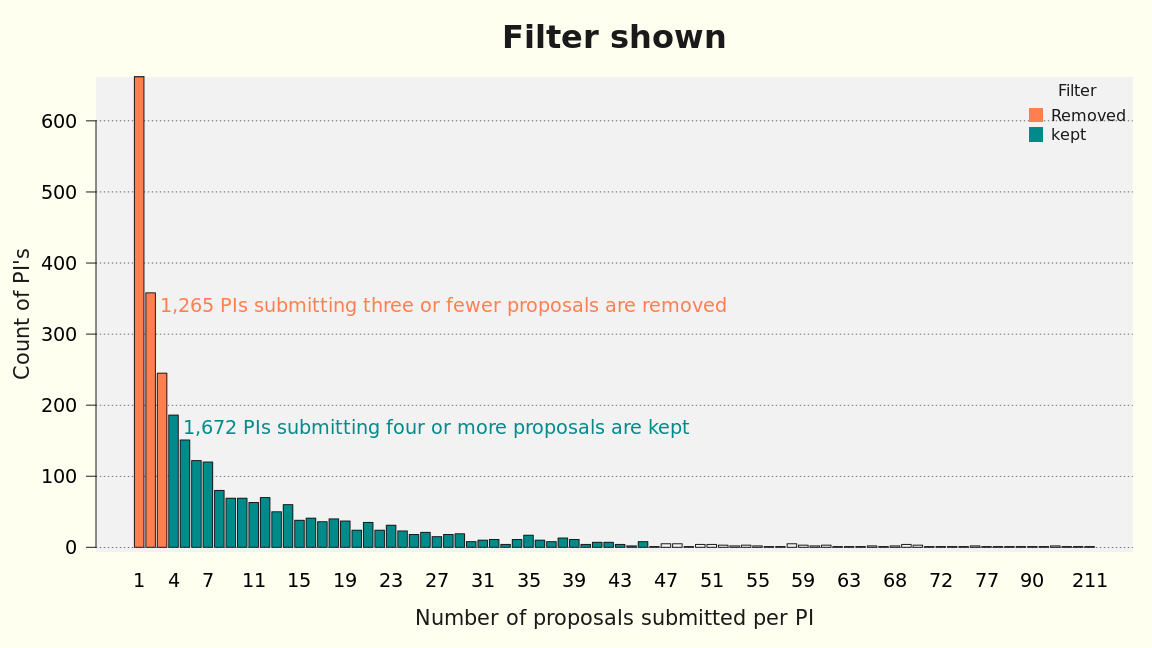 Filter shown
Filter
Removed
kept
600
500
400
300
200
100
0
Count of PI's
1,265 PIs submitting three or fewer proposals are removed
1,672 PIs submitting four or more proposals are kept
1 4 7 11 15 19 23 27 31 35 39 43 47 51 55 59 63 68 72 77 90 211
Number of proposals submitted per PI